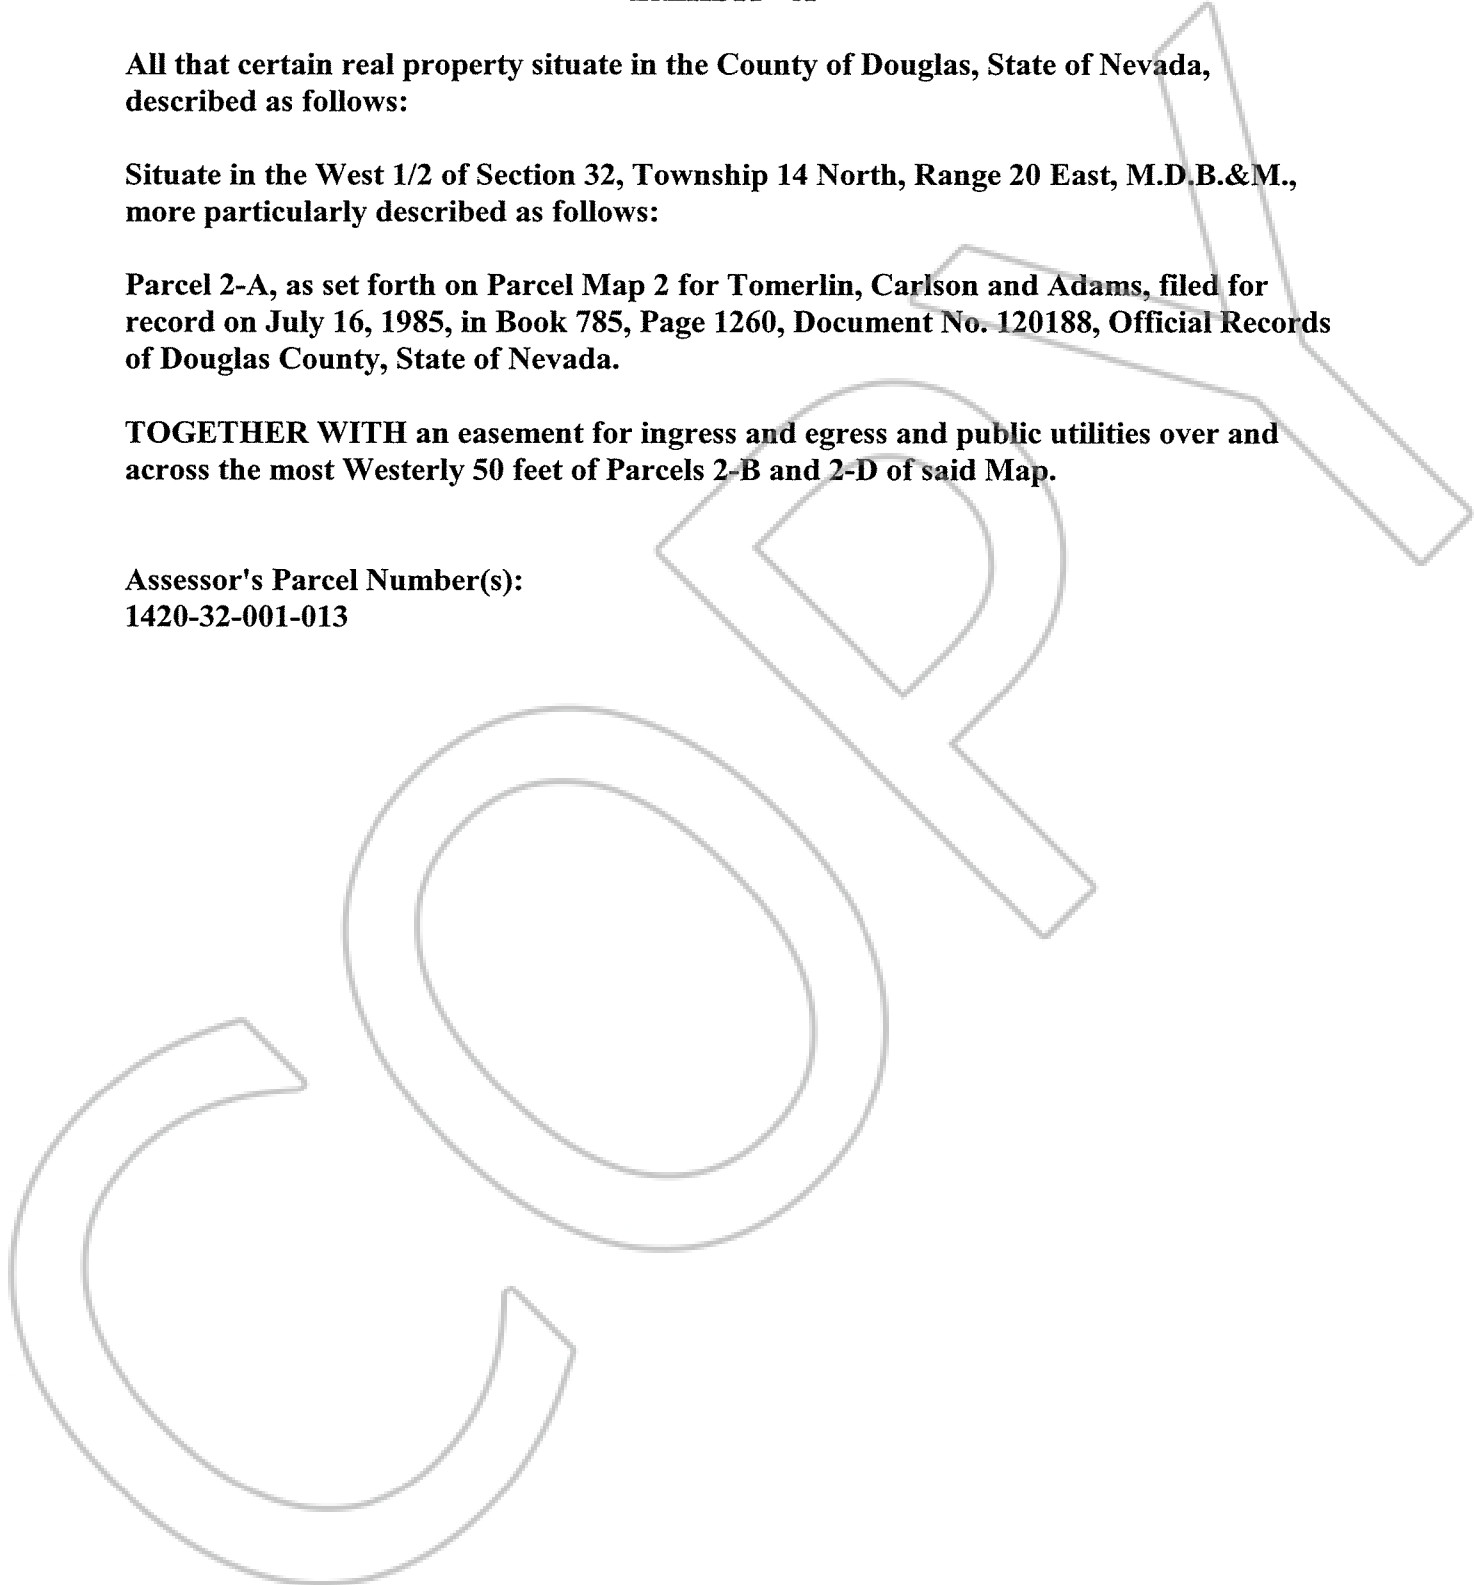 All that certain real property situate in the County of Douglas, State of Nevada,
described as follows:
Situate in the West 1/2 of Section 32, Township 14 North, Range 20 East, M.D.B.&M.,
more particularly described as follows:
Parcel 2-A, as set forth on Parcel Map 2 for Tomerlin, Carlson and Adams, filed for
record on July 16, 1985, in Book 785, Page 1260, Document No. 120188, Official Records
of Douglas County, State of Nevada.
TOGETHER WITH an easement for ingress and egress and public utilities over and
across the most Westerly 50 feet of Parcels 2-B and 2-D of said Map.
Assessor's Parcel Number(s):
1420-32-001-013
COPY